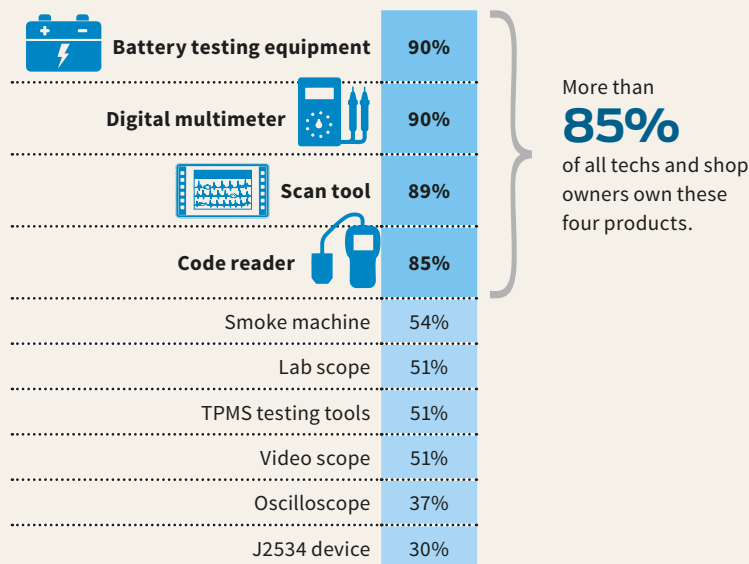 Battery testing equipment 90%
Digital multimeter 90%
Scan tool 89%
Code reader 85%
More than
85%
of all techs and shop
owners own these
four products.
Smoke machine 54%
Lab scope 51%
TPMS testing tools 51%
Video scope 51%
Oscilloscope 37%
J2534 device 30%